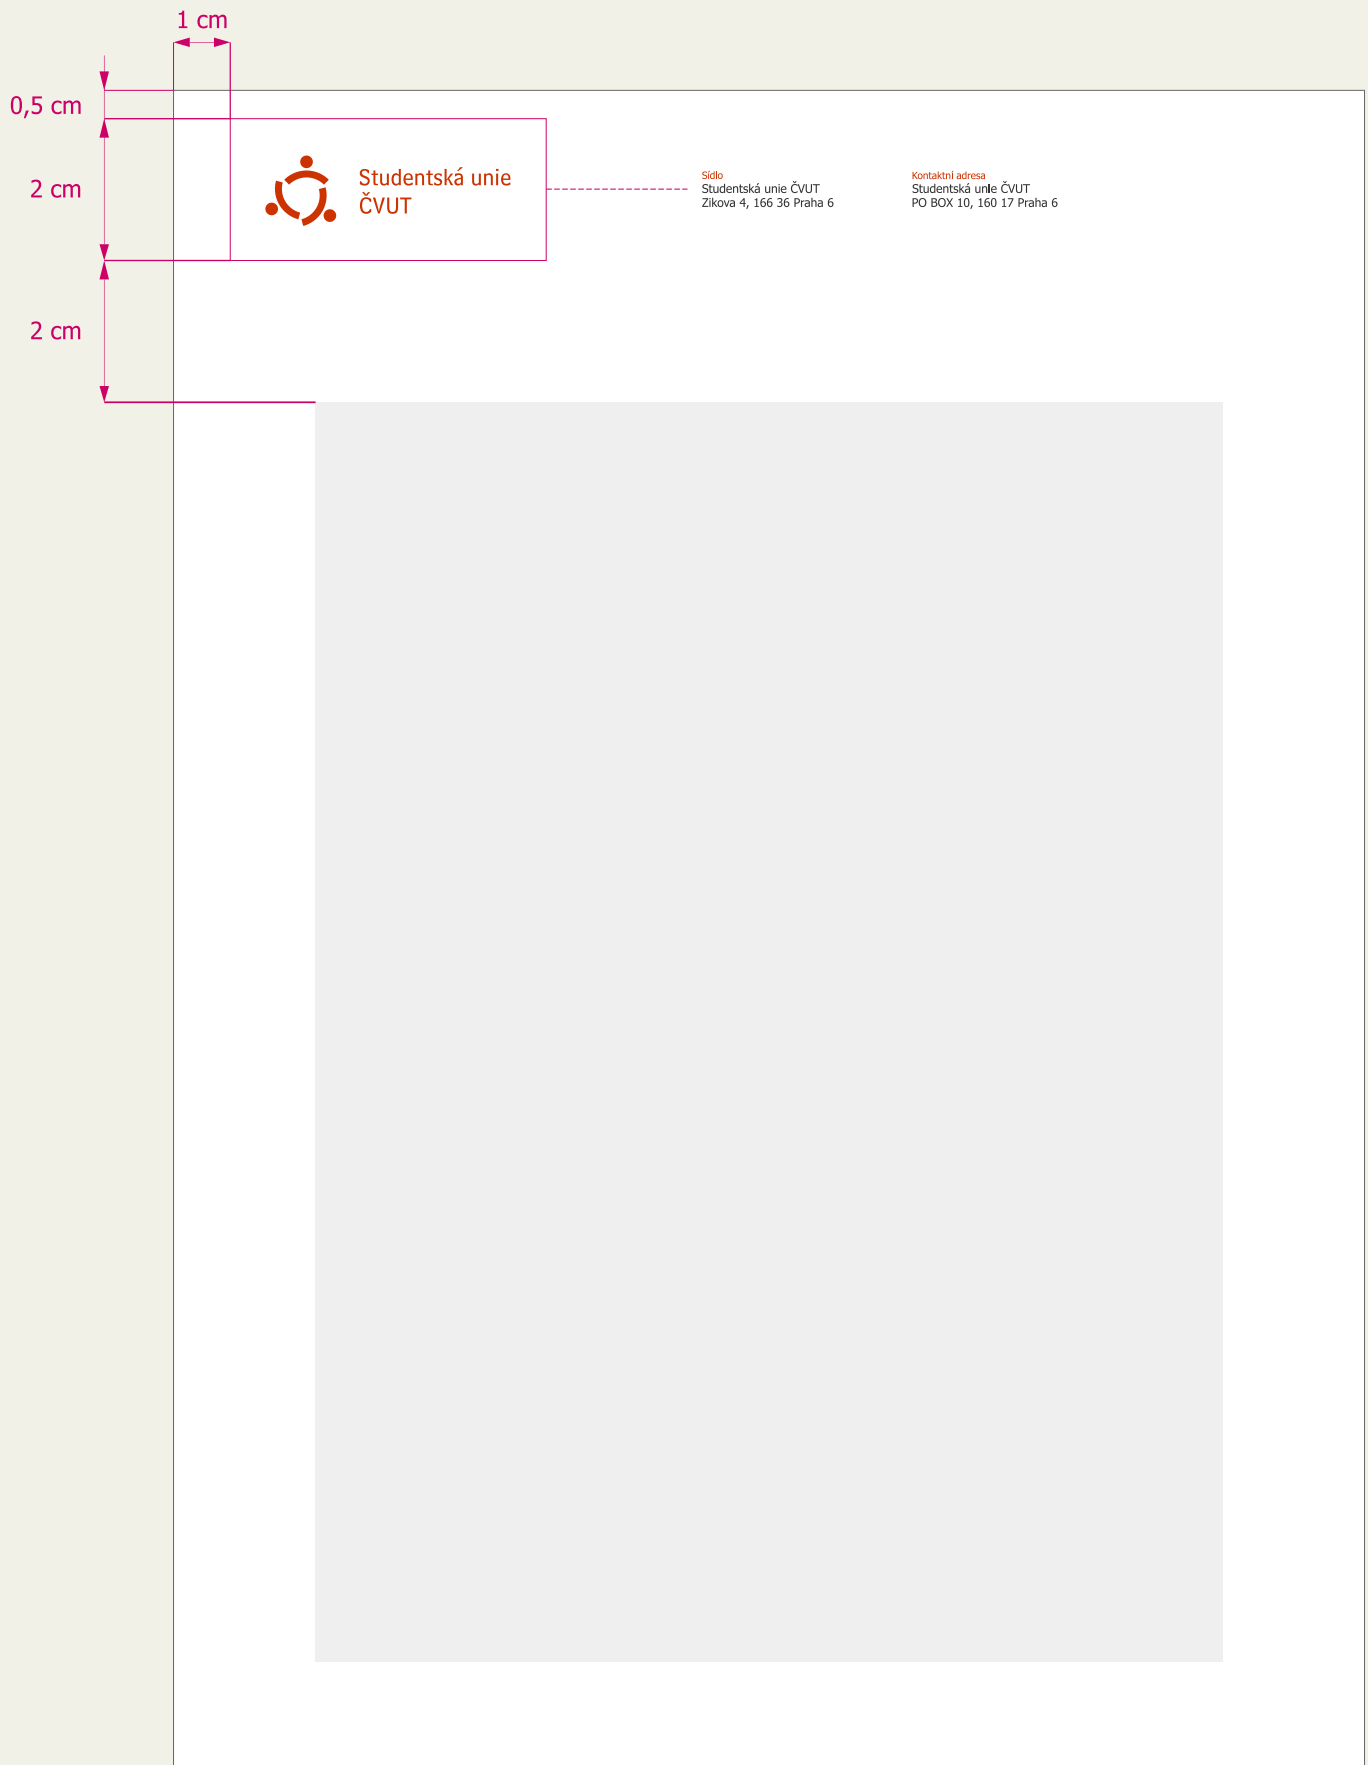 1 cm
0,5 cm
2 cm
Studentská unie
ČVUT
Sídlo
Studentská unie ČVUT
Zikova 4, 166 36 Praha 6
Kontaktní adresa
Studentská unie ČVUT
PO BOX 10, 160 17 Praha 6
2 cm